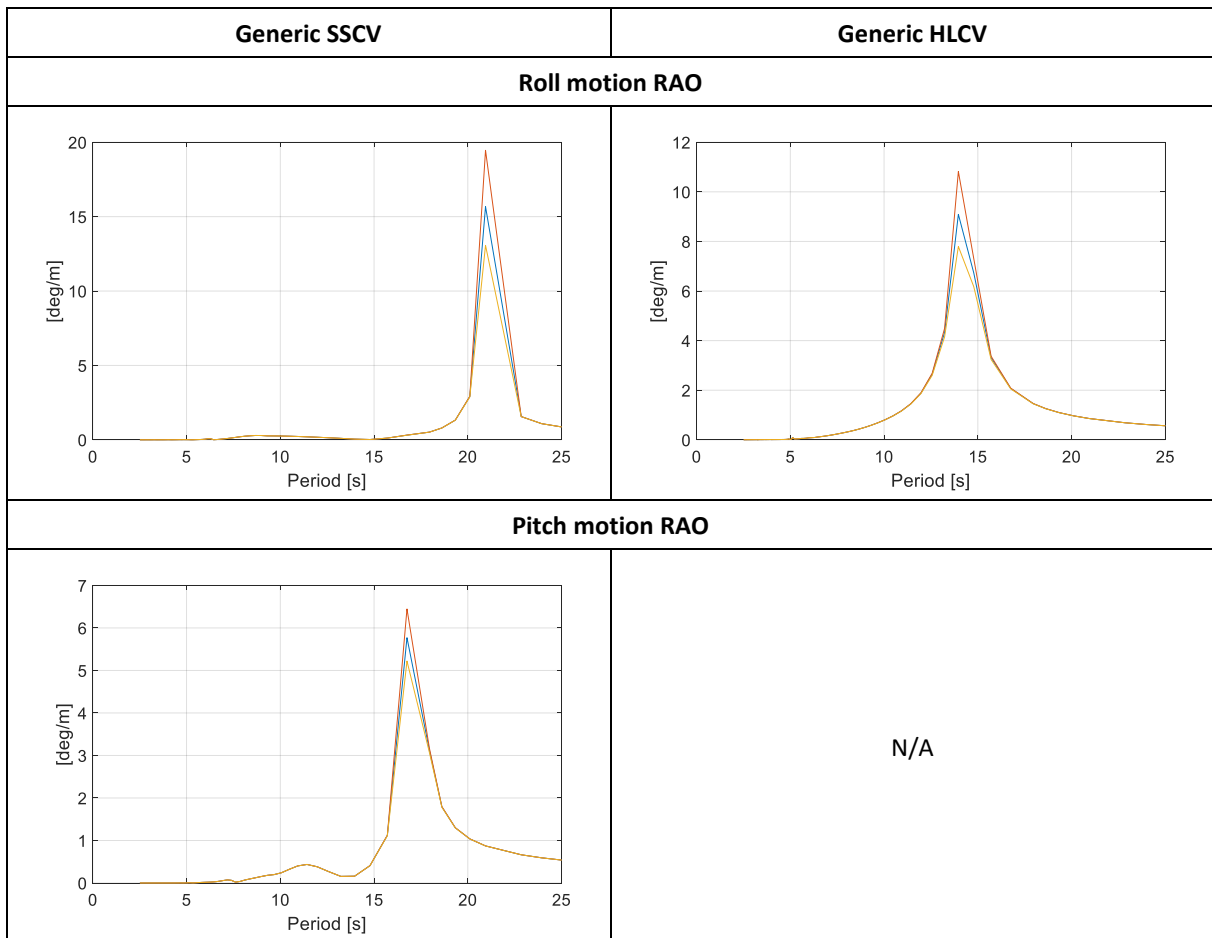 Generic SSCV
Generic HLCV
Roll motion RAO
20
15
10
5
0
[deg/m]
0 5 10 15 20 25
Period [s]
12
10
8
6
4
2
0
[deg/m]
0 5 10 15 20 25
Period [s]
Pitch motion RAO
7
6
5
4
3
2
1
0
[deg/m]
0 5 10 15 20 25
Period [s]
N/A